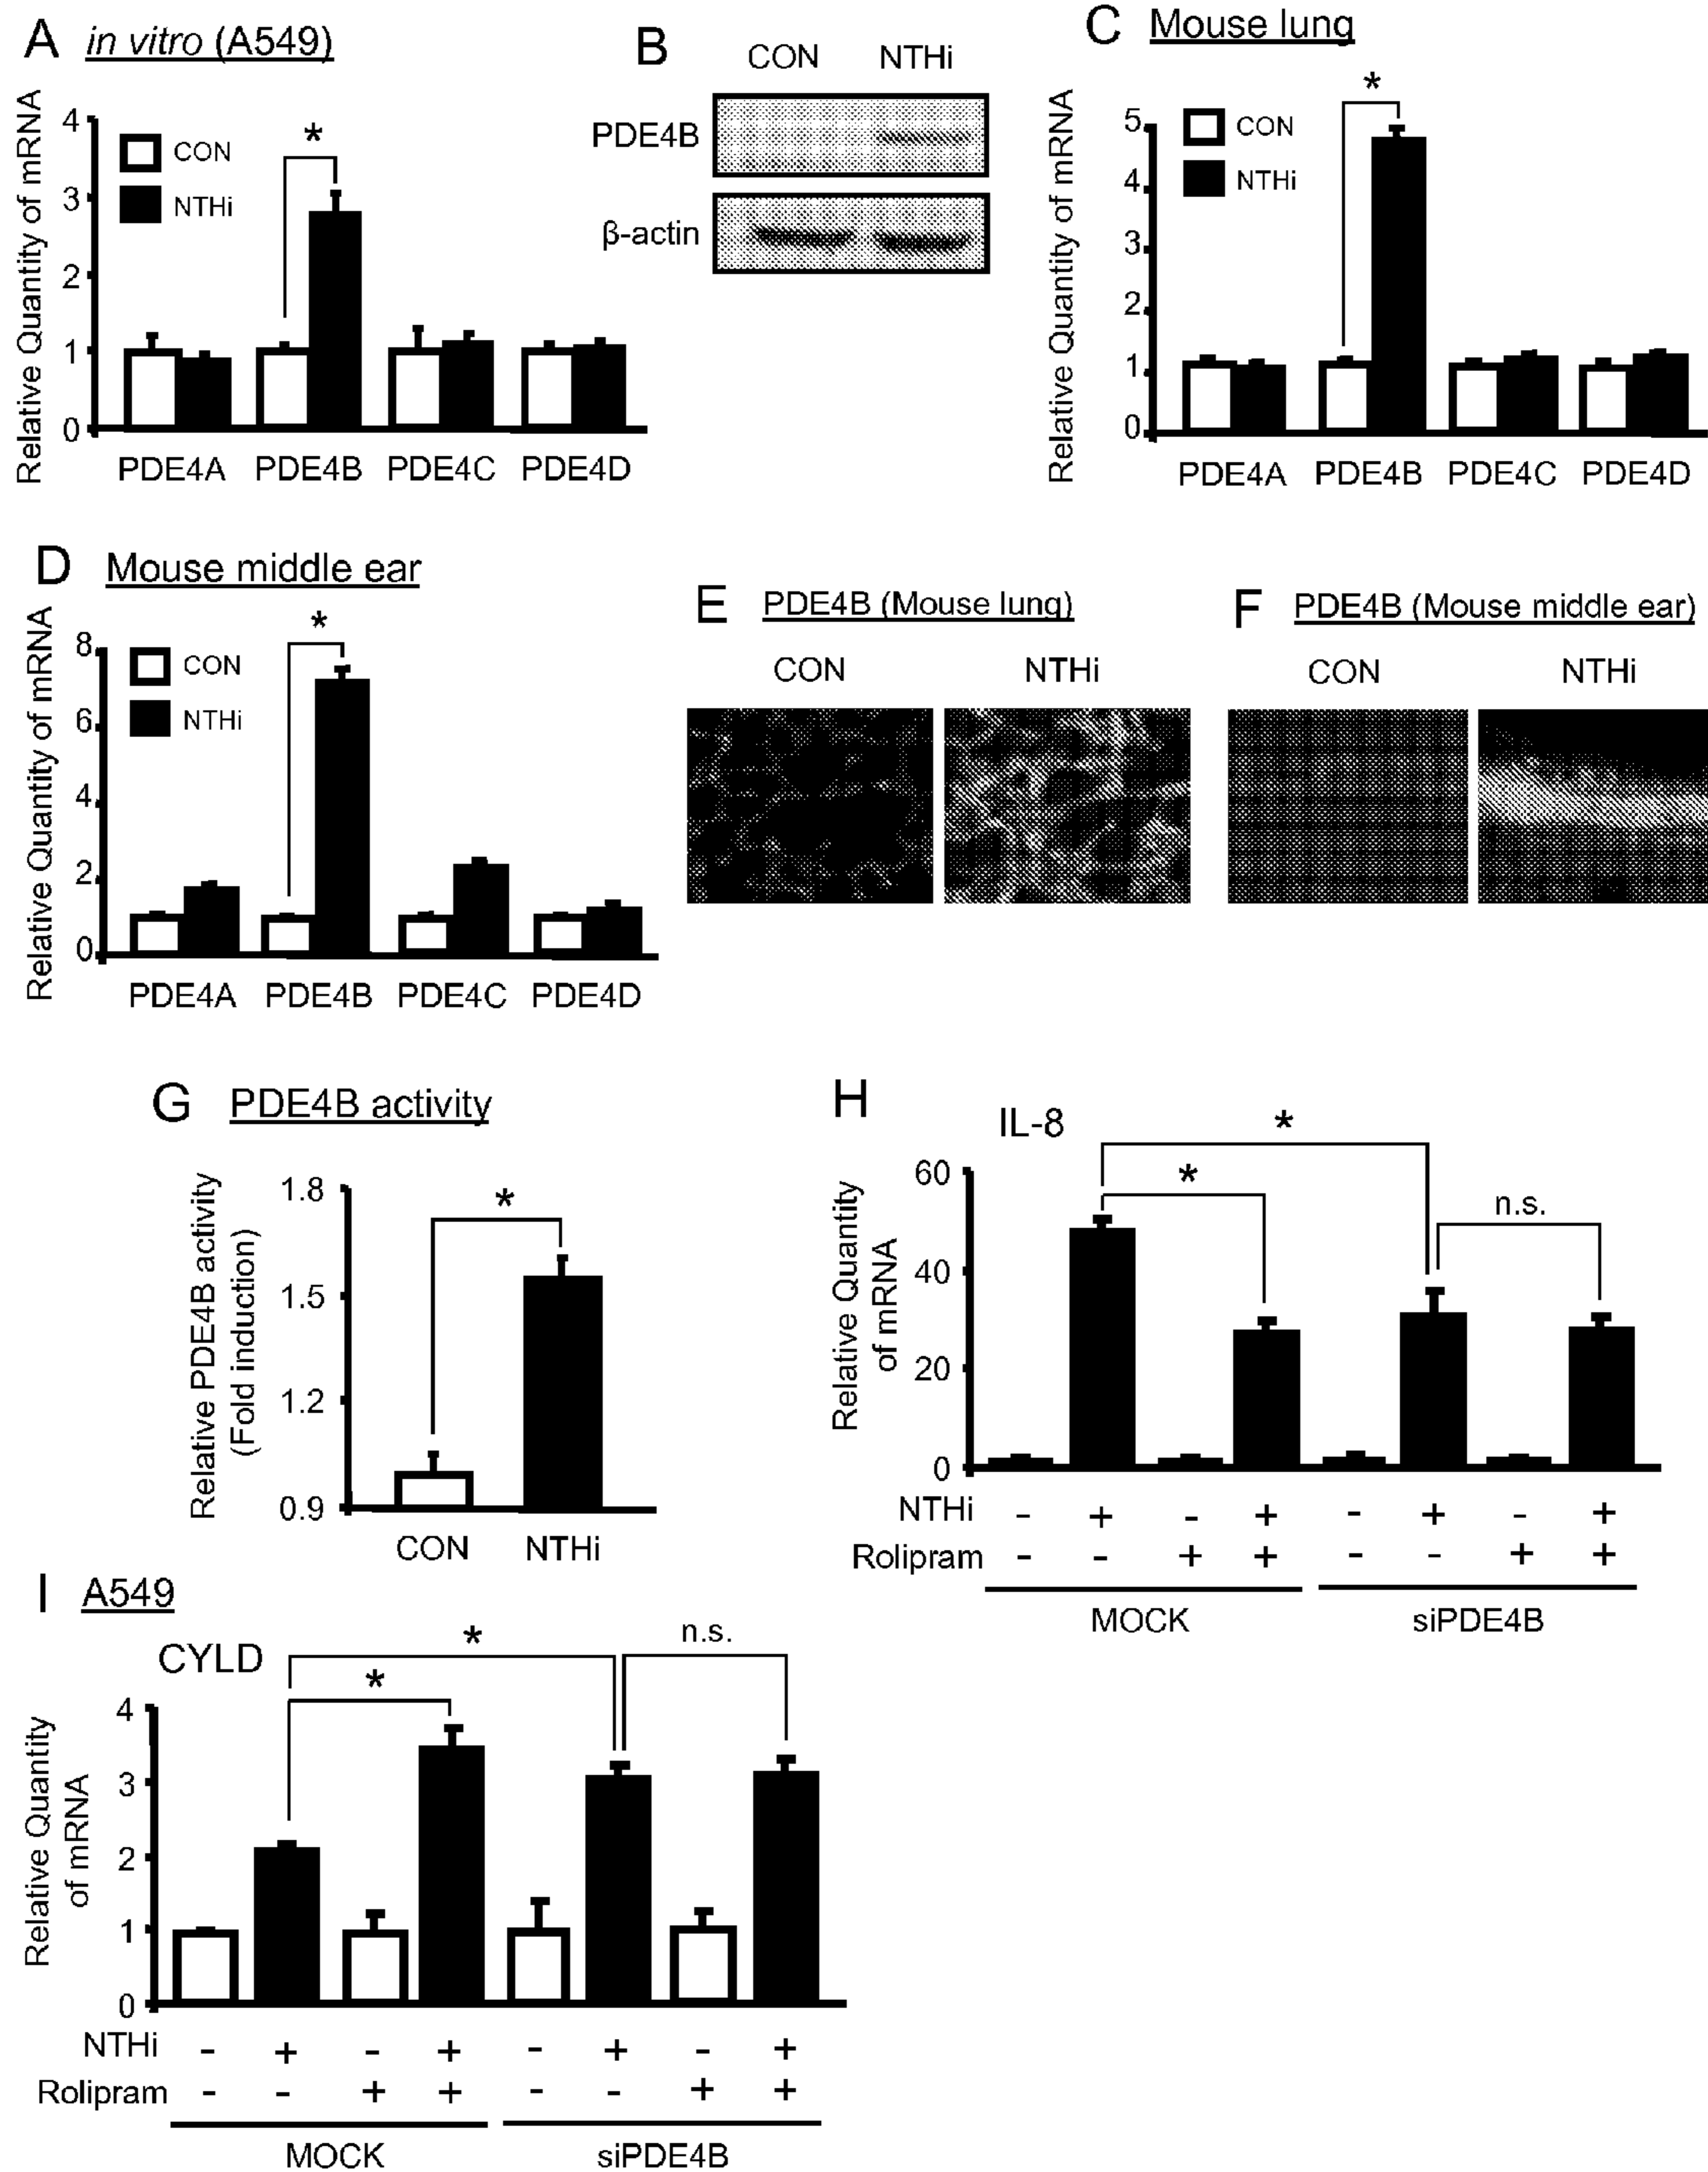 A in vitro (A549)
Relative Quantity of mRNA
4
3
2
1
0
CON
NTHi
*
PDE4A PDE4B PDE4C PDE4D
B
CON NTHi
PDE4B
β-actin
C Mouse lung
Relative Quantity of mRNA
5
4
3
2
1
0
CON
NTHi
*
PDE4A PDE4B PDE4C PDE4D
D Mouse middle ear
Relative Quantity of mRNA
8
6
4
2
0
CON
NTHi
*
PDE4A PDE4B PDE4C PDE4D
E PDE4B (Mouse lung)
CON NTHi
F PDE4B (Mouse middle ear)
CON NTHi
G PDE4B activity
Relative PDE4B activity
(Fold induction)
1.8
1.5
1.2
0.9
*
CON NTHi
H
IL-8
Relative Quantity
of mRNA
60
40
20
0
*
*
n.s.
NTHi - + - + - + - +
Rolipram - - + + - - + +
MOCK siPDE4B
I A549
CYLD
Relative Quantity
of mRNA
4
3
2
1
0
*
*
n.s.
NTHi - + - + - + - +
Rolipram - - + + - - + +
MOCK siPDE4B